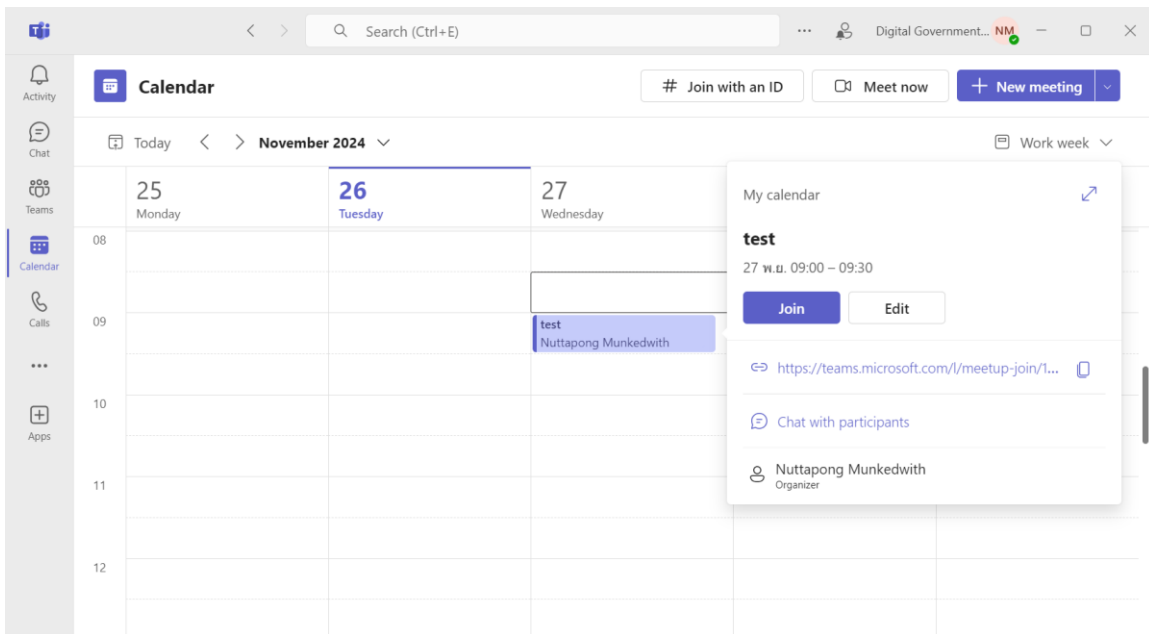 Search (Ctrl+E)
Digital Government... NM
Activity
Chat
Teams
Calendar
Calls
Apps
Calendar
# Join with an ID
Meet now
New meeting
Today
November 2024
Work week
25
Monday
26
Tuesday
27
Wednesday
08
09
10
11
12
test
Nuttapong Munkedwith
My calendar
test
27 พ.ย. 09:00 – 09:30
Join
Edit
https://teams.microsoft.com/l/meetup-join/1...
Chat with participants
Nuttapong Munkedwith
Organizer